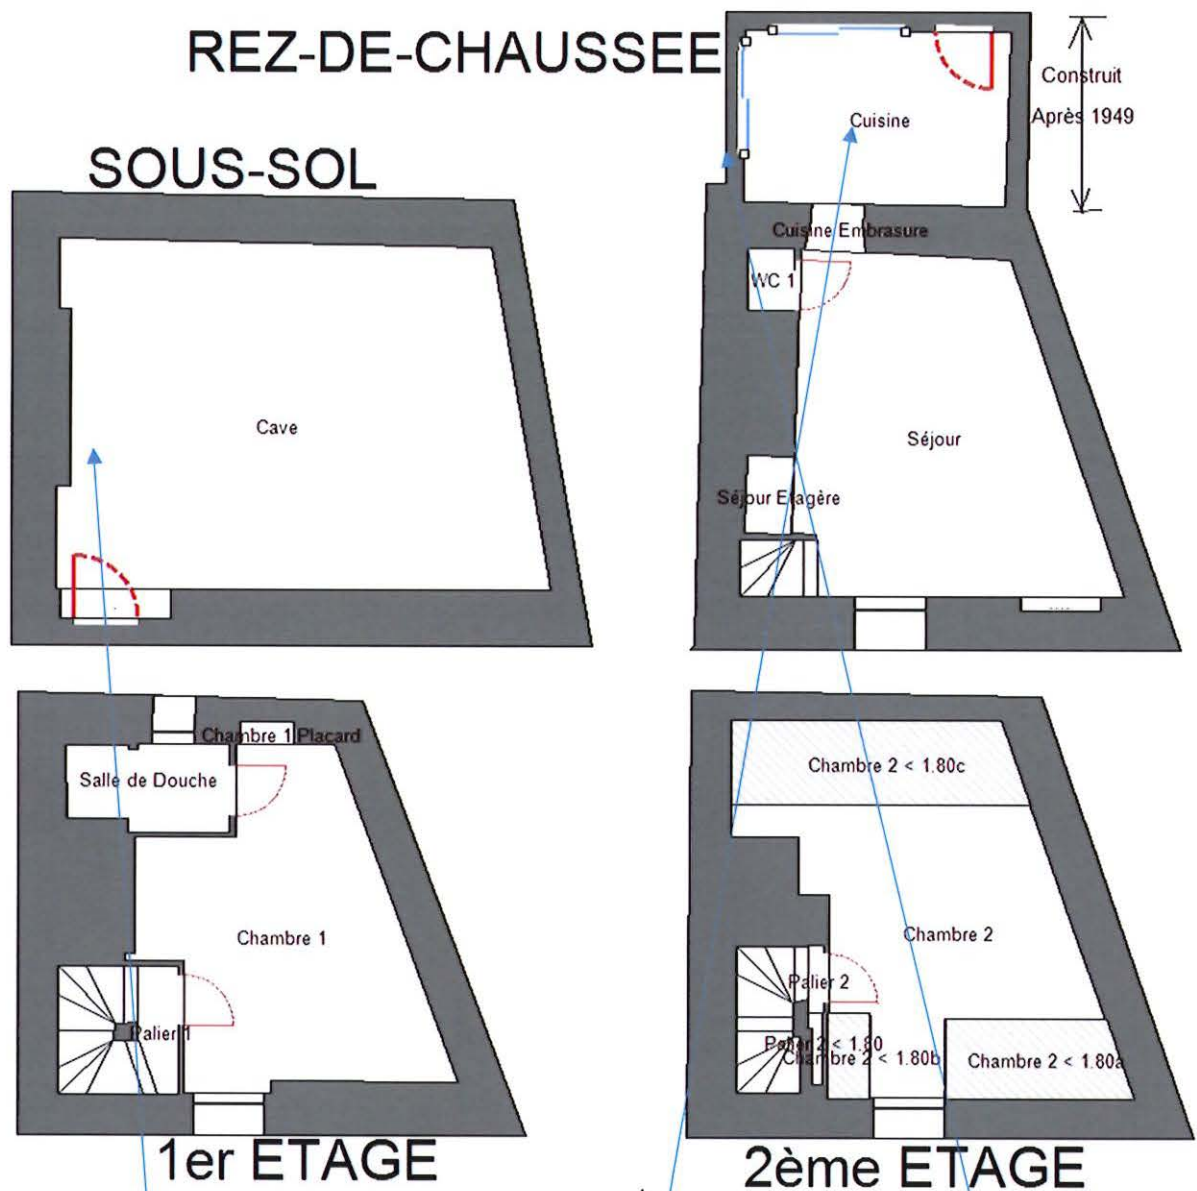 REZ-DE-CHAUSSEE
Construit
Après 1949
Cuisine
Cuisine Embrasure
WC 1
Séjour
Séjour Etagère
SOUS-SOL
Cave
Chambre 1 Placard
Salle de Douche
Chambre 1
Palier 1
1er ETAGE
Chambre 2 < 1.80c
Chambre 2
Palier 2
Palier 2 < 1.80
Chambre 2 < 1.80b
Chambre 2 < 1.80a
2ème ETAGE